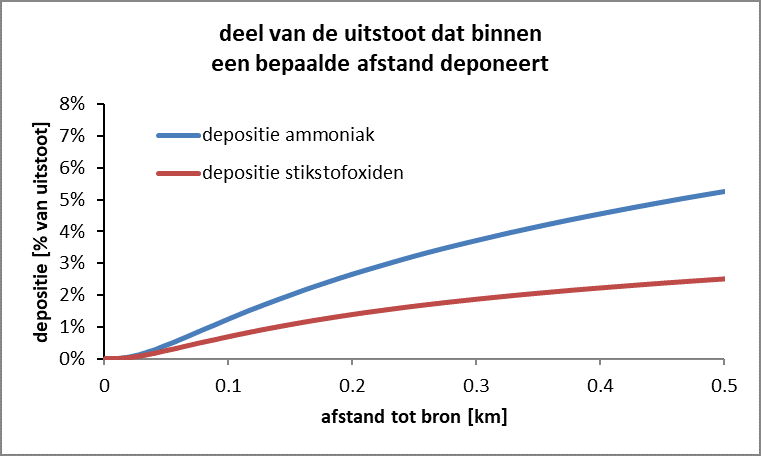 deel van de uitstoot dat binnen
een bepaalde afstand deponeert
depositie [% van uitstoot]
8%
7%
6%
5%
4%
3%
2%
1%
0%
depositie ammoniak
depositie stikstofoxiden
0
0.1
0.2
0.3
0.4
0.5
afstand tot bron [km]